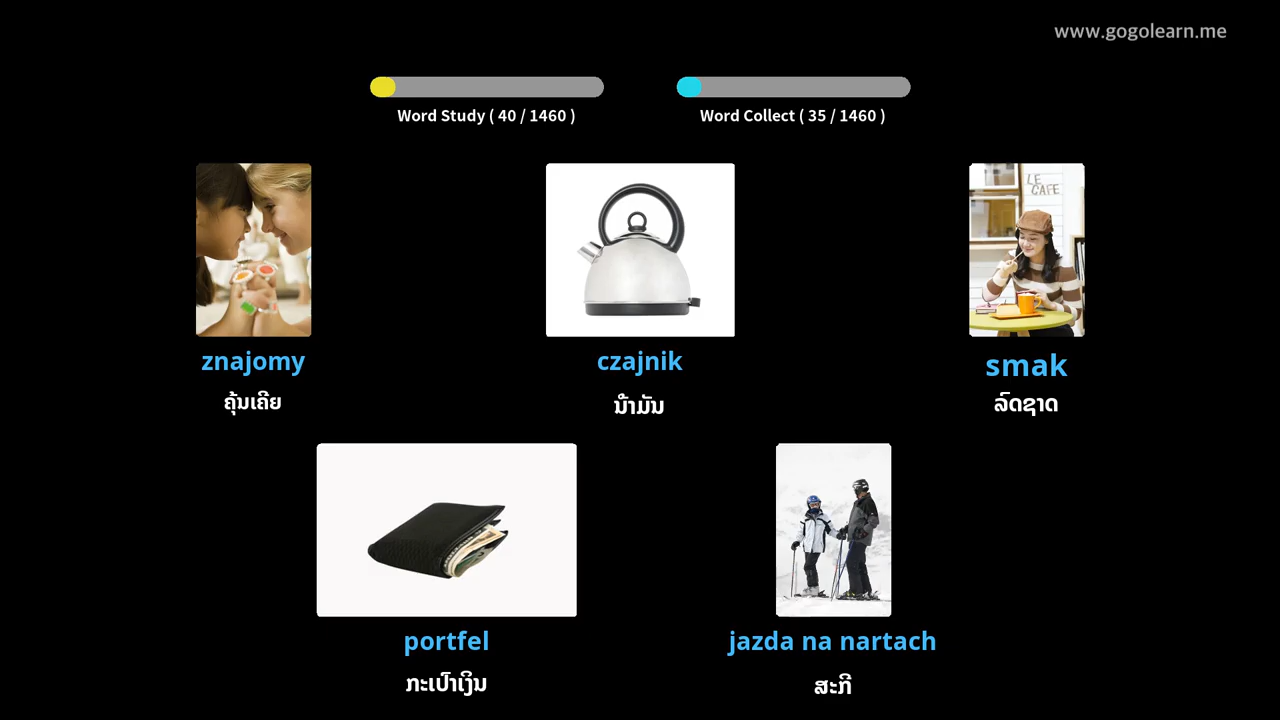 www.gogolearn.me
Word Study ( 40 / 1460 )
Word Collect ( 35 / 1460 )
LE CAFE
znajomy
czajnik
smak
ຄຸ້ນເຄີຍ
ນ້ຳມັນ
ລົດຊາດ
portfel
jazda na nartach
ກະເປົາເງິນ
ສະກີ